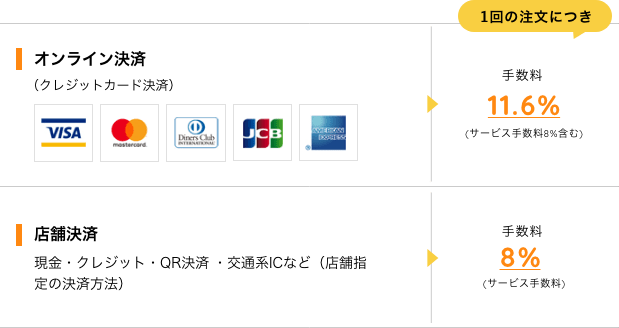 1回の注文につき
オンライン決済
（クレジットカード決済）
VISA
mastercard.
Diners Club
INTERNATIONAL
JCB
AMERICAN
EXPRESS
手数料
11.6%
(サービス手数料8%含む)
店舗決済
現金・クレジット・QR決済 ・交通系ICなど（店舗指
定の決済方法）
手数料
8%
(サービス手数料)